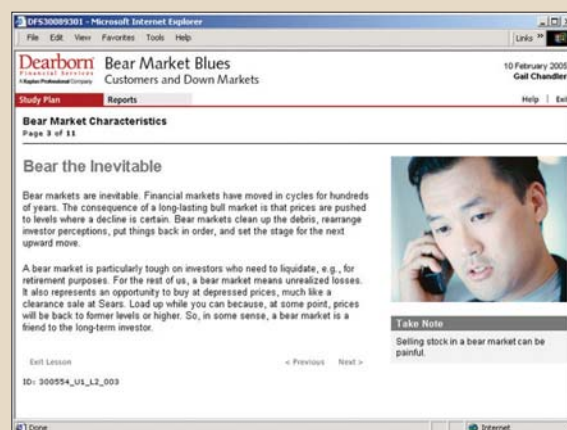 DFS30089301 - Microsoft Internet Explorer
File Edit View Favorites Tools Help
Links »
Dearborn
Financial Services
A Kaplan Professional Company
Bear Market Blues
Customers and Down Markets
10 February 2005
Gail Chandler
Study Plan Reports
Help | Exit
Bear Market Characteristics
Page 3 of 11
Bear the Inevitable
Bear markets are inevitable. Financial markets have moved in cycles for hundreds
of years. The consequence of a long-lasting bull market is that prices are pushed
to levels where a decline is certain. Bear markets clean up the debris, rearrange
investor perceptions, put things back in order, and set the stage for the next
upward move.
A bear market is particularly tough on investors who need to liquidate, e.g., for
retirement purposes. For the rest of us, a bear market means unrealized losses.
It also represents an opportunity to buy at depressed prices, much like a
clearance sale at Sears. Load up while you can because, at some point, prices
will be back to former levels or higher. So, in some sense, a bear market is a
friend to the long-term investor.
Take Note
Selling stock in a bear market can be
painful.
Exit Lesson
< Previous Next >
ID: 300554_U1_L2_003
Done
Internet